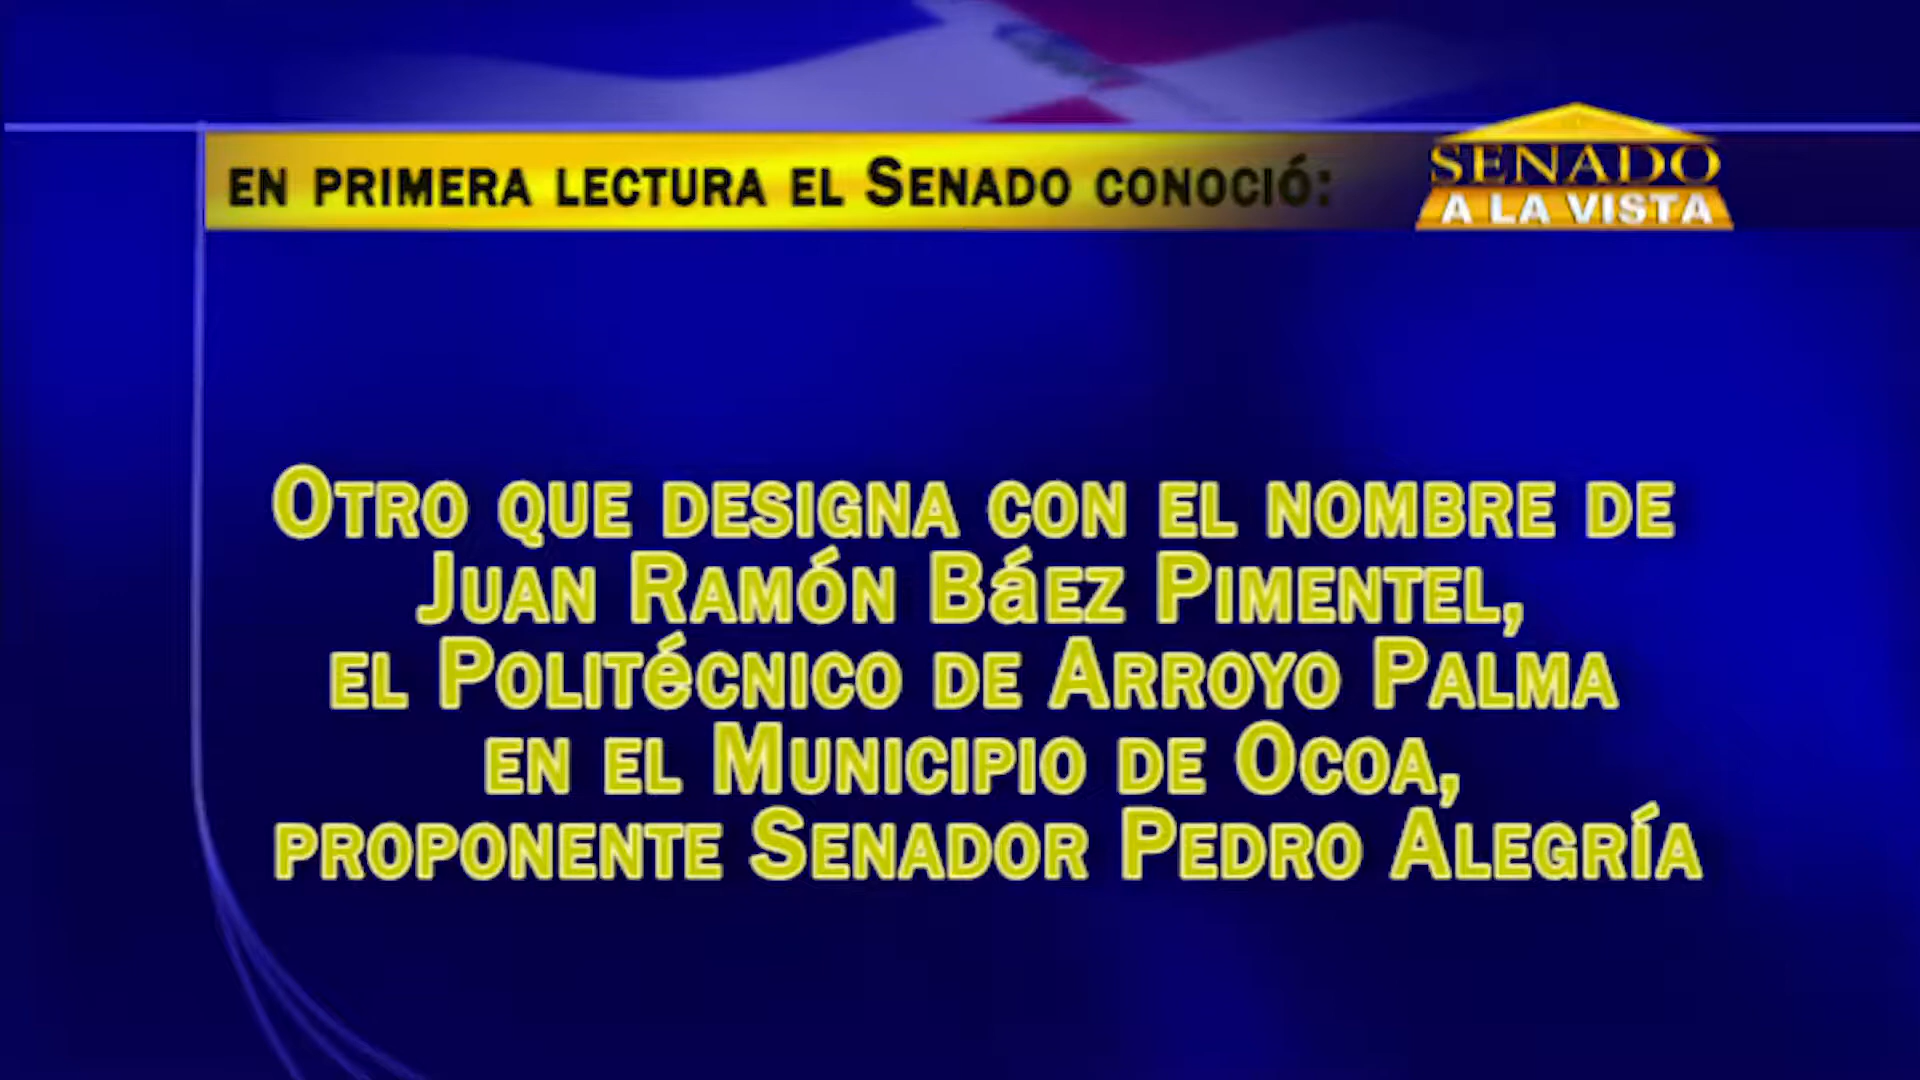 EN PRIMERA LECTURA EL SENADO CONOCIÓ:
SENADO
A LA VISTA
OTRO QUE DESIGNA CON EL NOMBRE DE
JUAN RAMÓN BÁEZ PIMENTEL,
EL POLITÉCNICO DE ARROYO PALMA
EN EL MUNICIPIO DE OCOA,
PROPONENTE SENADOR PEDRO ALEGRÍA